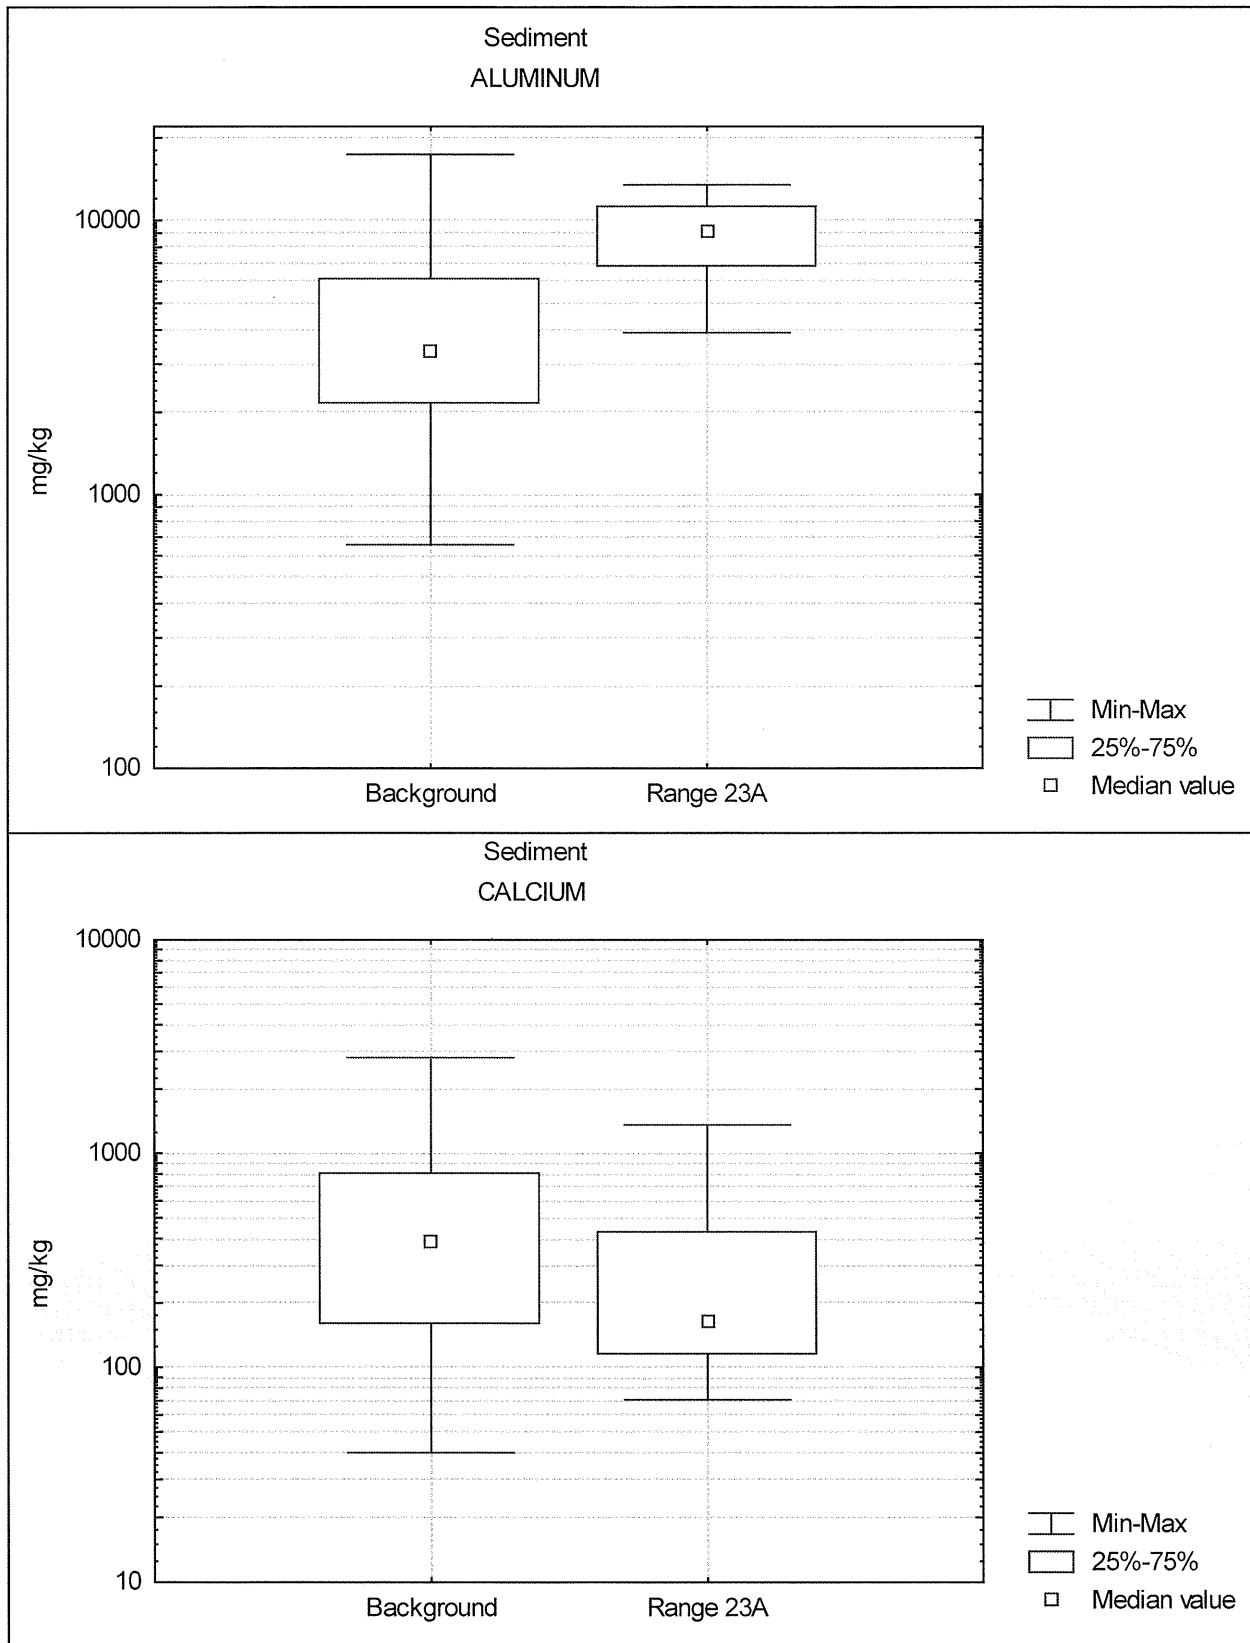 Sediment
ALUMINUM
10000
1000
100
mg/kg
Background
Range 23A
Min-Max
25%-75%
Median value
Sediment
CALCIUM
10000
1000
100
10
mg/kg
Background
Range 23A
Min-Max
25%-75%
Median value